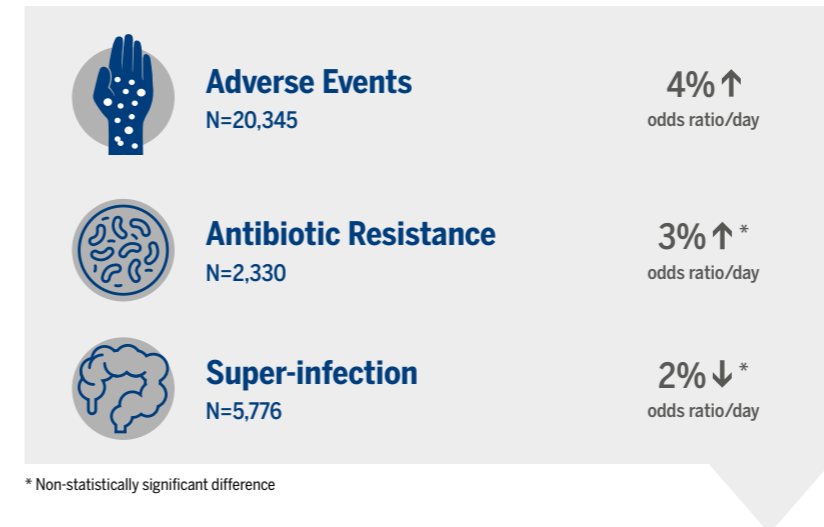 Adverse Events
N=20,345
4%↑
odds ratio/day
Antibiotic Resistance
N=2,330
3%↑*
odds ratio/day
Super-infection
N=5,776
2%↓*
odds ratio/day
* Non-statistically significant difference